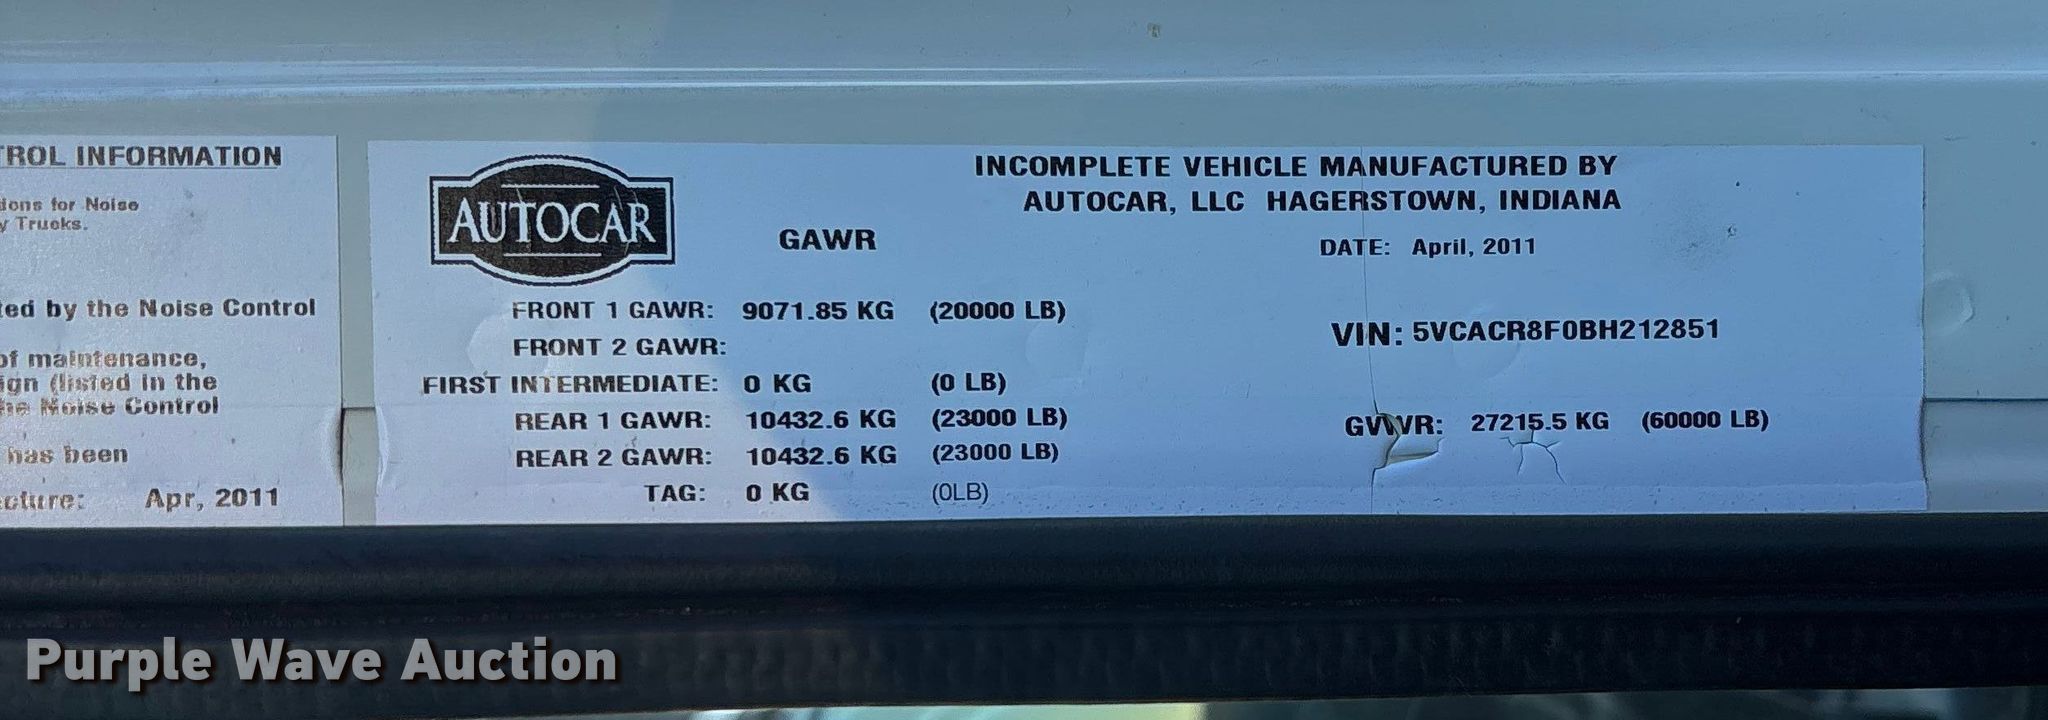 TROL INFORMATION
tions for Noise
y Trucks.
ted by the Noise Control
of maintenance,
ign (listed in the
he Noise Control
has been
cture: Apr, 2011
AUTOCAR
INCOMPLETE VEHICLE MANUFACTURED BY
AUTOCAR, LLC HAGERSTOWN, INDIANA
GAWR
DATE: April, 2011
FRONT 1 GAWR: 9071.85 KG (20000 LB)
FRONT 2 GAWR:
VIN: 5VCACR8F0BH212851
FIRST INTERMEDIATE: 0 KG (0 LB)
REAR 1 GAWR: 10432.6 KG (23000 LB)
GVWR: 27215.5 KG (60000 LB)
REAR 2 GAWR: 10432.6 KG (23000 LB)
TAG: 0 KG (0LB)
Purple Wave Auction